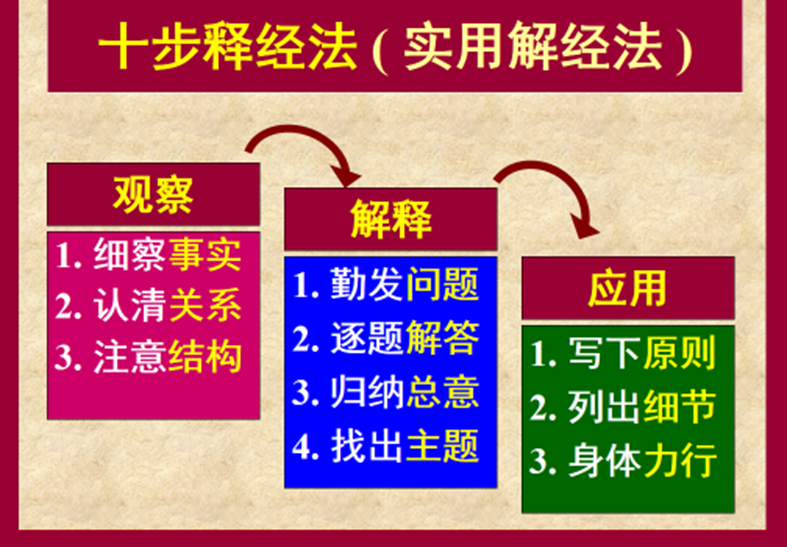 十步释经法 ( 实用解经法 )
观察
1. 细察事实
2. 认清关系
3. 注意结构
解释
1. 勤发问题
2. 逐题解答
3. 归纳总意
4. 找出主题
应用
1. 写下原则
2. 列出细节
3. 身体力行